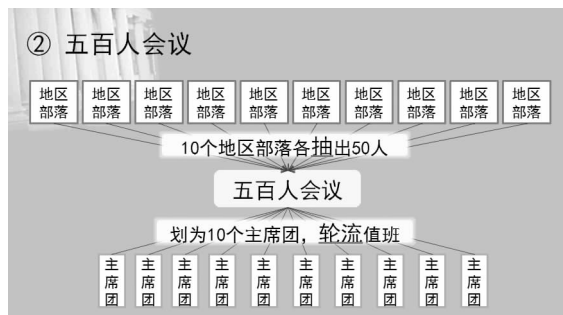 ② 五百人会议
地区 地区 地区 地区 地区 地区 地区 地区 地区 地区
部落 部落 部落 部落 部落 部落 部落 部落 部落 部落
10个地区部落各抽出50人
五百人会议
划为10个主席团，轮流值班
主席团 主席团 主席团 主席团 主席团 主席团 主席团 主席团 主席团 主席团